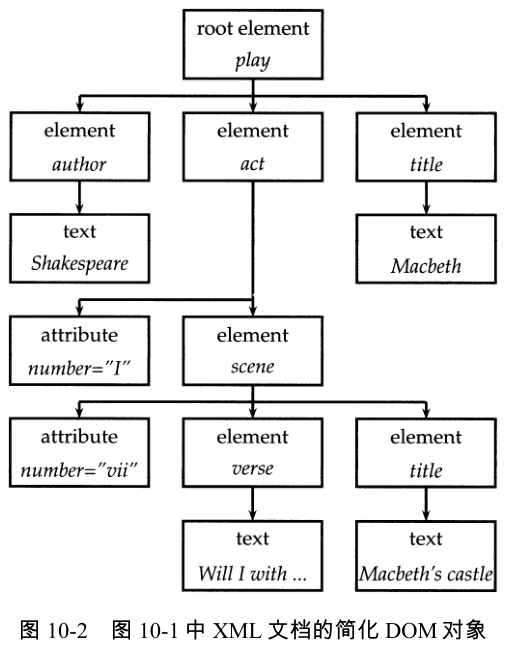 root element
play
element
element
element
author
act
title
text
text
Shakespeare
Macbeth
attribute
element
number="I"
scene
attribute
element
element
number="vii"
verse
title
text
text
Will I with ...
Macbeth's castle
图 10-2 图 10-1 中 XML 文档的简化 DOM 对象